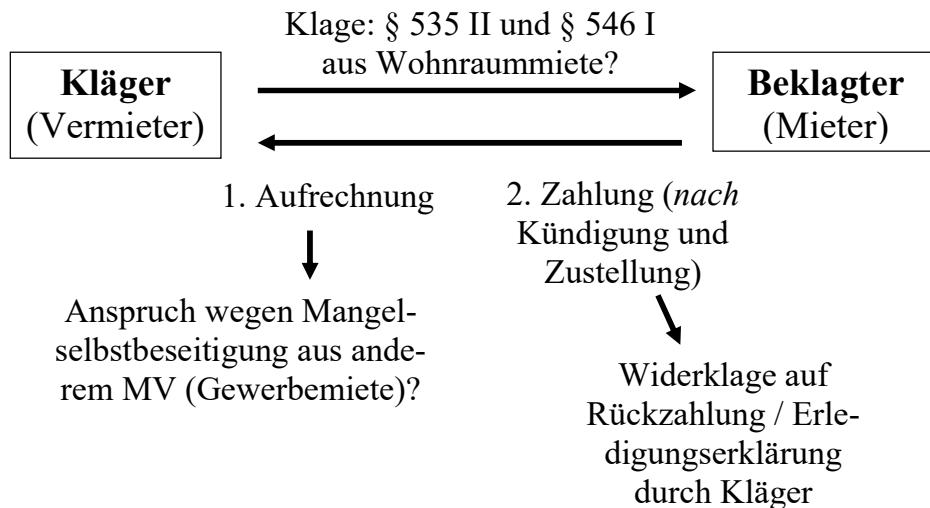 Klage: § 535 II und § 546 I
aus Wohnraummiete?
Kläger
(Vermieter)
Beklagter
(Mieter)
1. Aufrechnung
2. Zahlung (nach
Kündigung und
Zustellung)
Anspruch wegen Mangel-
selbstbeseitigung aus ande-
rem MV (Gewerbemiete)?
Widerklage auf
Rückzahlung / Erle-
digungserklärung
durch Kläger